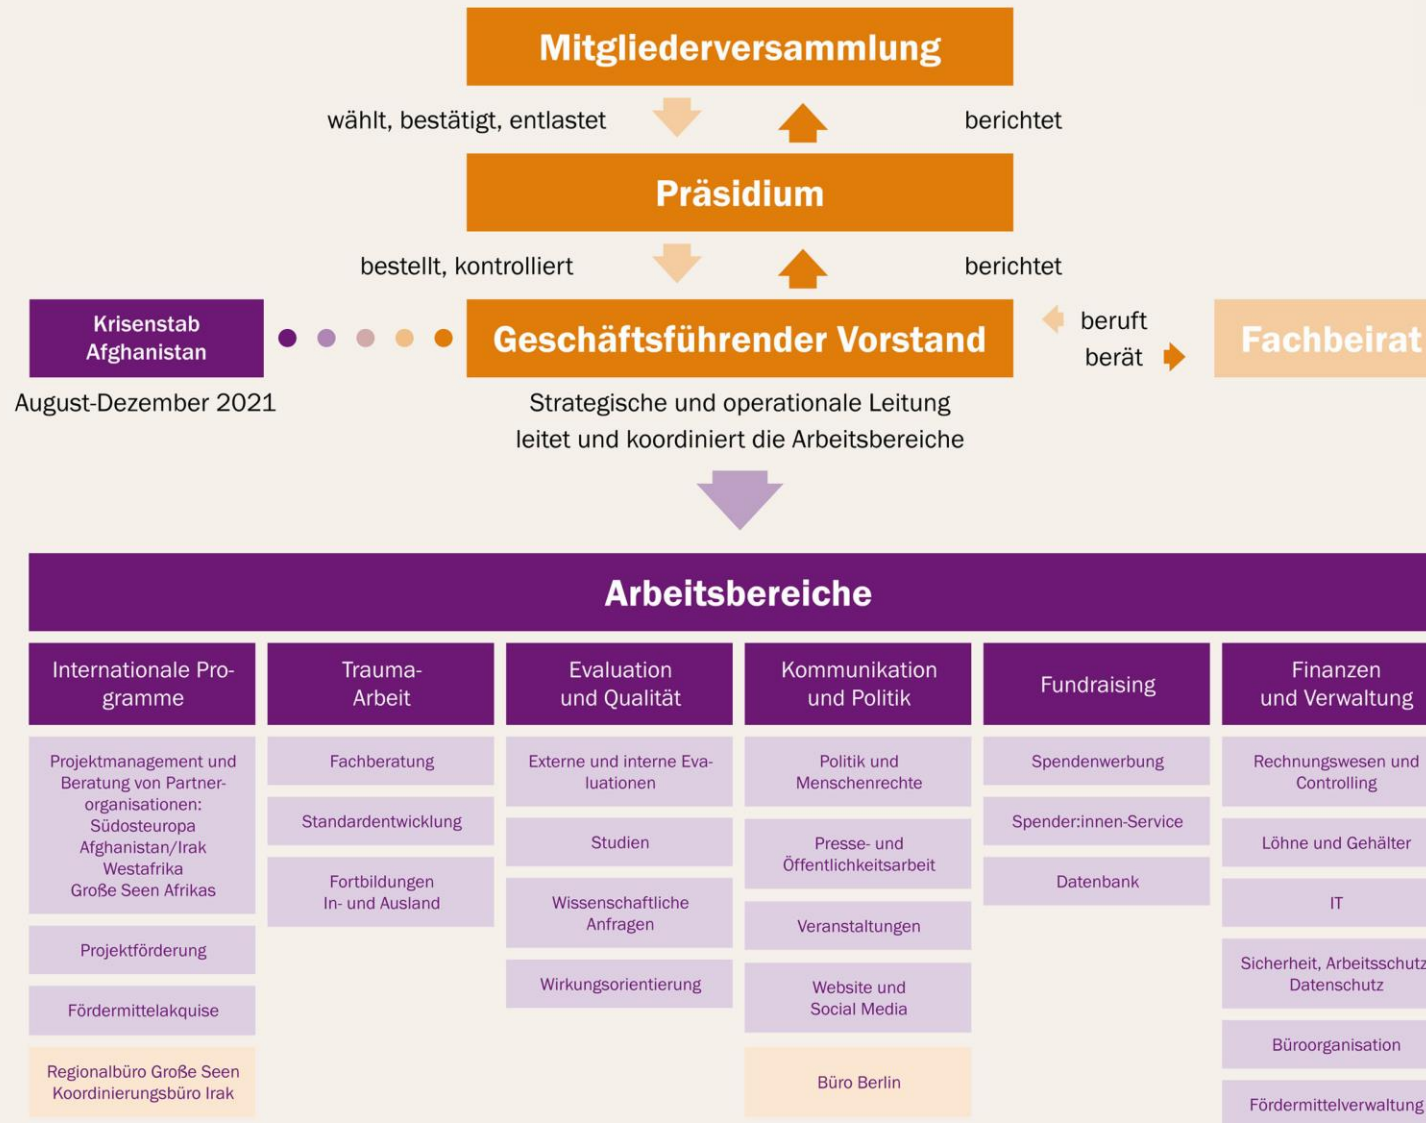 Mitgliederversammlung
wählt, bestätigt, entlastet
berichtet
Präsidium
bestellt, kontrolliert
berichtet
Krisenstab
Afghanistan
August-Dezember 2021
Geschäftsführender Vorstand
beruft
berät
Fachbeirat
Strategische und operationale Leitung
leitet und koordiniert die Arbeitsbereiche
Arbeitsbereiche
Internationale Pro-
gramme
Projektmanagement und
Beratung von Partner-
organisationen:
Südosteuropa
Afghanistan/Irak
Westafrika
Große Seen Afrikas
Projektförderung
Fördermittelakquise
Regionalbüro Große Seen
Koordinierungsbüro Irak
Trauma-
Arbeit
Fachberatung
Standardentwicklung
Fortbildungen
In- und Ausland
Evaluation
und Qualität
Externe und interne Eva-
luationen
Studien
Wissenschaftliche
Anfragen
Wirkungsorientierung
Kommunikation
und Politik
Politik und
Menschenrechte
Presse- und
Öffentlichkeitsarbeit
Veranstaltungen
Website und
Social Media
Büro Berlin
Fundraising
Spendenwerbung
Spender:innen-Service
Datenbank
Finanzen
und Verwaltung
Rechnungswesen und
Controlling
Löhne und Gehälter
IT
Sicherheit, Arbeitsschutz
Datenschutz
Büroorganisation
Fördermittelverwaltung